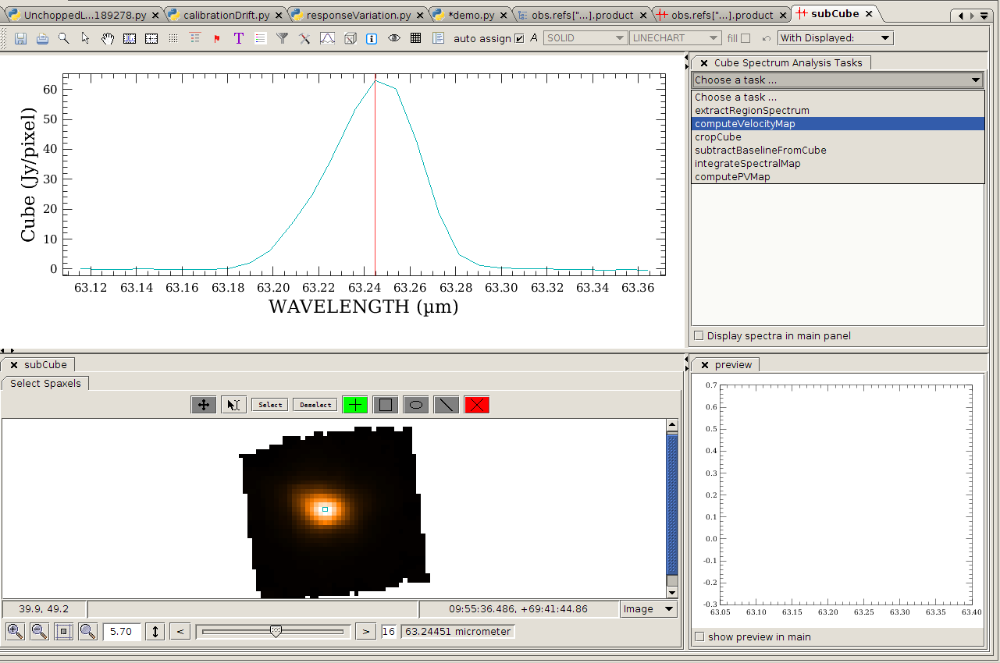 UnchoppedL...189278.py calibrationDrift.py responseVariation.py *demo.py obs.refs["...].product obs.refs["...].product subCube
T auto assign A SOLID LINECHART fill With Displayed:
Cube Spectrum Analysis Tasks
Choose a task ...
Choose a task ...
extractRegionSpectrum
computeVelocityMap
cropCube
subtractBaselineFromCube
integrateSpectralMap
computePVMap
Display spectra in main panel
Cube (Jy/pixel)
60
50
40
30
20
10
0
63.12 63.14 63.16 63.18 63.20 63.22 63.24 63.26 63.28 63.30 63.32 63.34 63.36
WAVELENGTH (µm)
subCube
Select Spaxels
Select Deselect
39.9, 49.2 09:55:36.486, +69:41:44.86 Image
5.70 < > 16 63.24451 micrometer
preview
0.7
0.6
0.5
0.4
0.3
0.2
0.1
0.0
-0.1
-0.2
-0.3
63.05 63.10 63.15 63.20 63.25 63.30 63.35 63.40
show preview in main